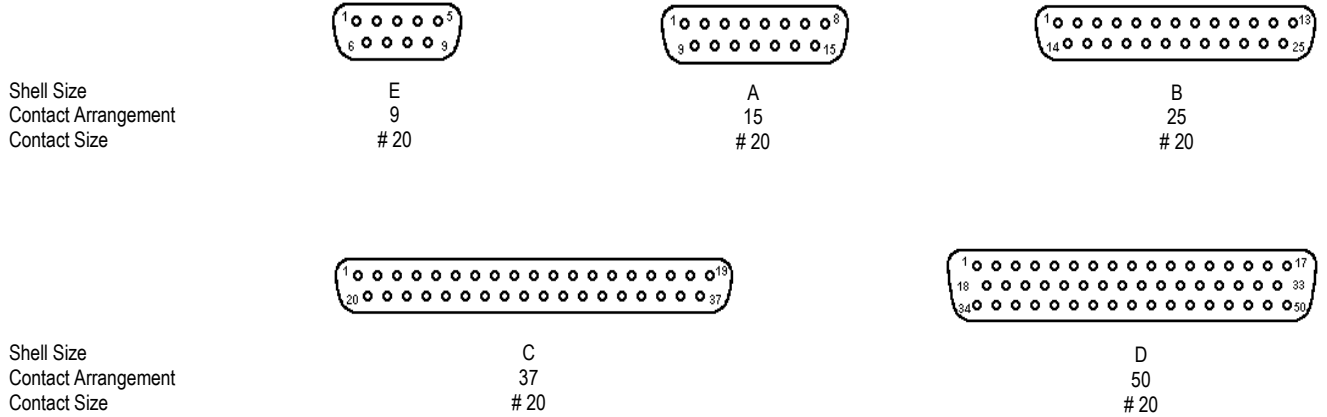 1 5
6 9
1 8
9 15
1 13
14 25
Shell Size E A B
Contact Arrangement 9 15 25
Contact Size # 20 # 20 # 20
1 19
20 37
1 17
18 33
34 50
Shell Size C D
Contact Arrangement 37 50
Contact Size # 20 # 20